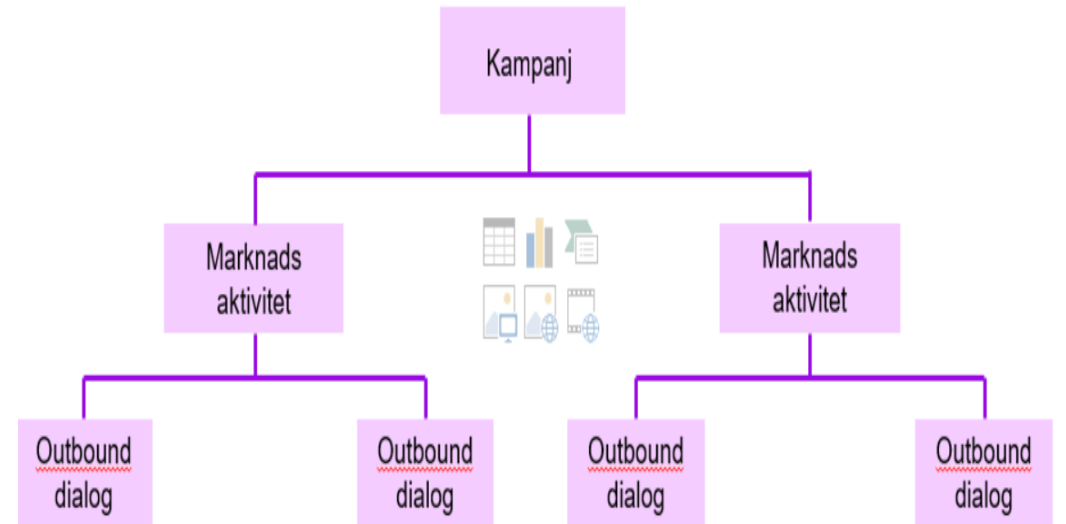 Kampanj
Marknads
aktivitet
Marknads
aktivitet
Outbound
dialog
Outbound
dialog
Outbound
dialog
Outbound
dialog